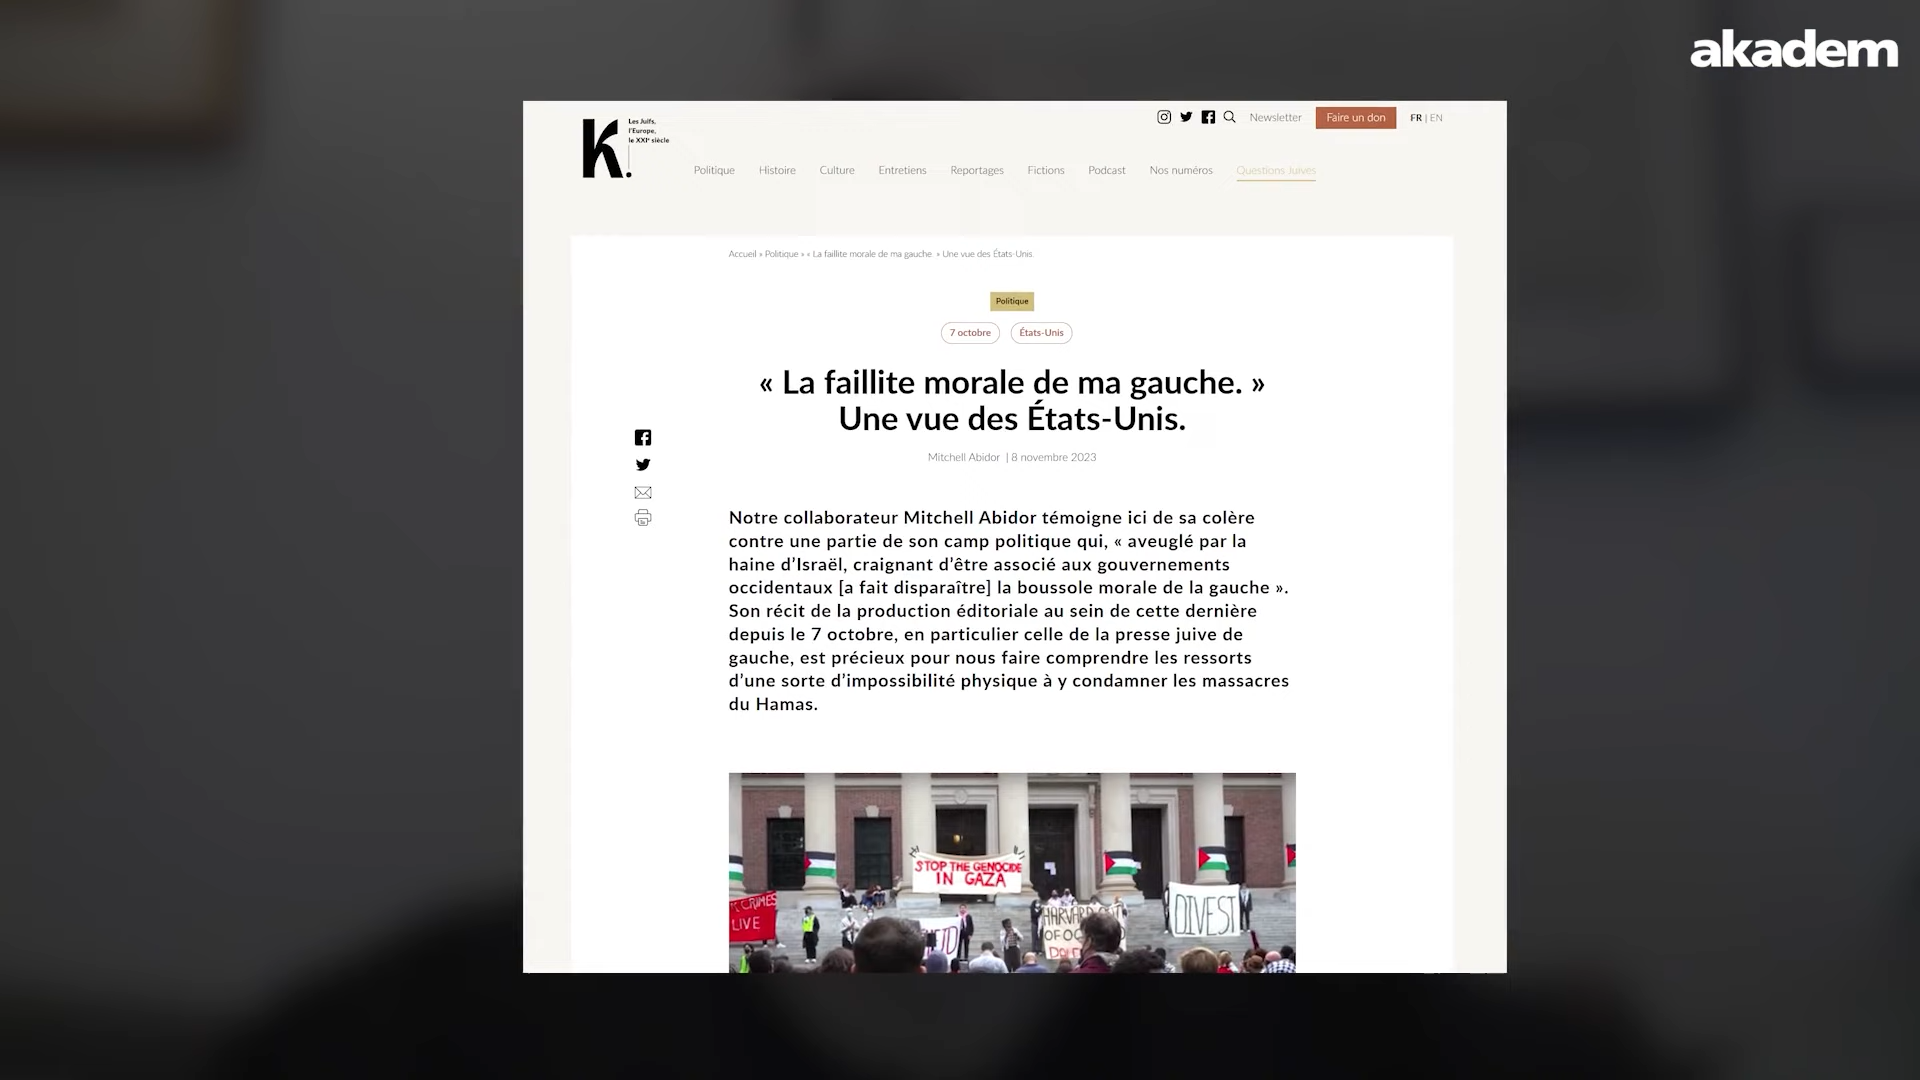 akadem
K.
Les Juifs,
l'Europe,
le XXIe siècle
Newsletter
Faire un don
FR | EN
Politique
Histoire
Culture
Entretiens
Reportages
Fictions
Podcast
Nos numéros
Questions Juives
Accueil » Politique » « La faillite morale de ma gauche. » Une vue des États-Unis.
Politique
7 octobre
États-Unis
« La faillite morale de ma gauche. »
Une vue des États-Unis.
Mitchell Abidor | 8 novembre 2023
Notre collaborateur Mitchell Abidor témoigne ici de sa colère
contre une partie de son camp politique qui, « aveuglé par la
haine d'Israël, craignant d'être associé aux gouvernements
occidentaux [a fait disparaître] la boussole morale de la gauche ».
Son récit de la production éditoriale au sein de cette dernière
depuis le 7 octobre, en particulier celle de la presse juive de
gauche, est précieux pour nous faire comprendre les ressorts
d'une sorte d'impossibilité physique à y condamner les massacres
du Hamas.
STOP THE GENOCIDE
IN GAZA
CRIMES
LIVE
HARVARD
OF
DIVEST